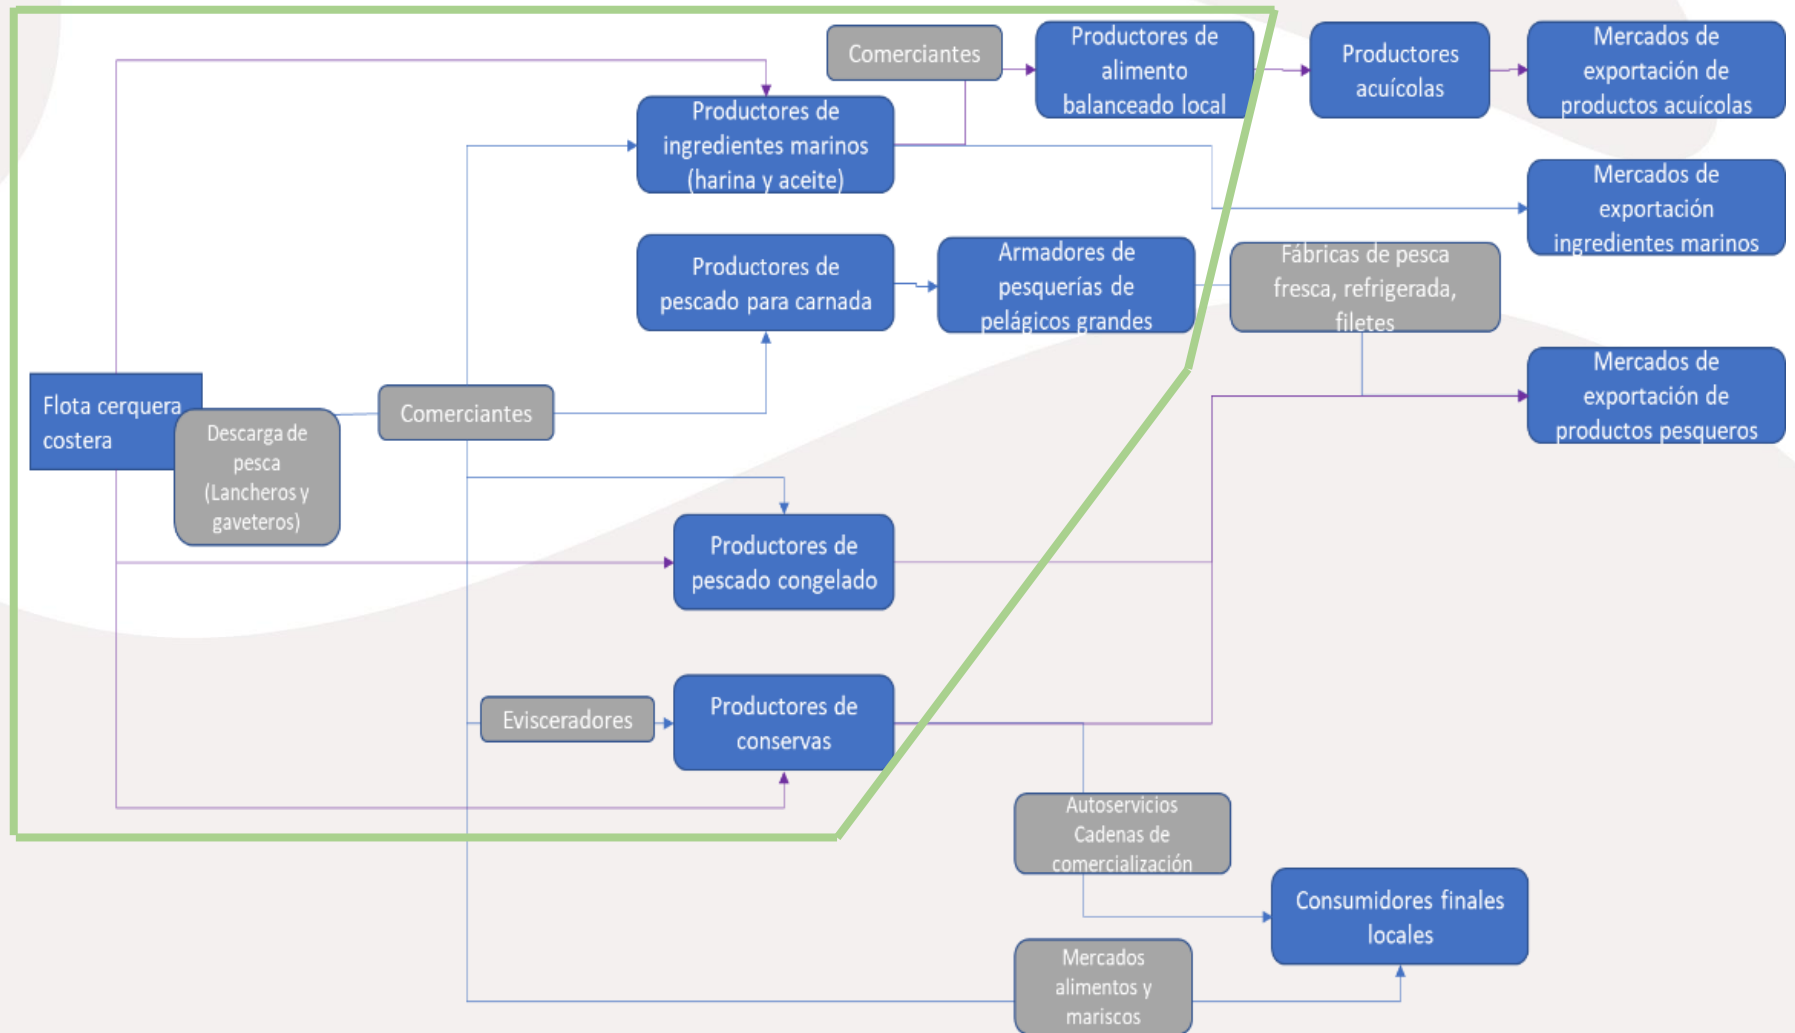 Comerciantes
Productores de
alimento
balanceado local
Productores
acuícolas
Mercados de
exportación de
productos acuícolas
Productores de
ingredientes marinos
(harina y aceite)
Mercados de
exportación
ingredientes marinos
Productores de
pescado para carnada
Armadores de
pesquerías de
pelágicos grandes
Fábricas de pesca
fresca, refrigerada,
filetes
Mercados de
exportación de
productos pesqueros
Flota cerquera
costera
Descarga de
pesca
(Lancheros y
gaveteros)
Comerciantes
Productores de
pescado congelado
Evisceradores
Productores de
conservas
Autoservicios
Cadenas de
comercialización
Consumidores finales
locales
Mercados
alimentos y
mariscos